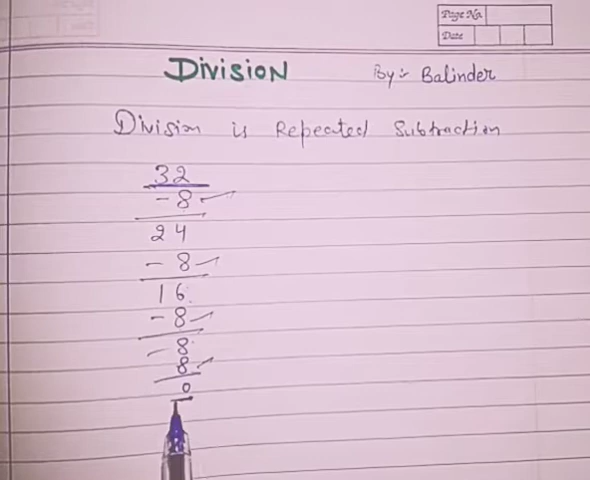 Page No.
Date
Division By:- Balinder
Division is Repeated Subtraction
32
- 8
24
- 8
16
- 8
- 8
8
0